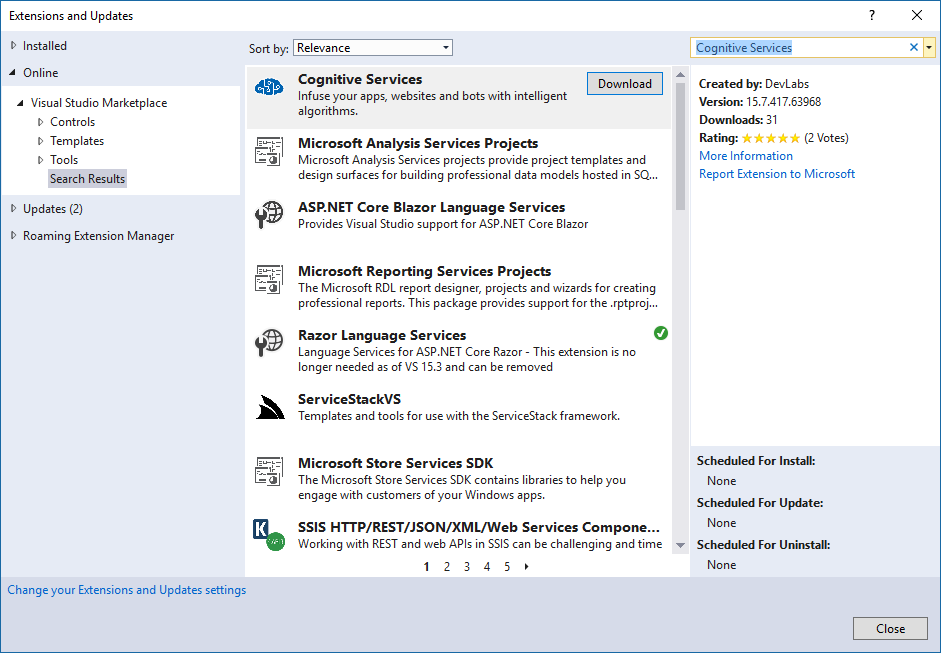 Extensions and Updates
?
Installed
Online
Visual Studio Marketplace
Controls
Templates
Tools
Search Results
Updates (2)
Roaming Extension Manager
Sort by: Relevance
Cognitive Services
Infuse your apps, websites and bots with intelligent
algorithms.
Download
Microsoft Analysis Services Projects
Microsoft Analysis Services projects provide project templates and
design surfaces for building professional data models hosted in SQ...
ASP.NET Core Blazor Language Services
Provides Visual Studio support for ASP.NET Core Blazor
Microsoft Reporting Services Projects
The Microsoft RDL report designer, projects and wizards for creating
professional reports. This package provides support for the .rptproj...
Razor Language Services
Language Services for ASP.NET Core Razor - This extension is no
longer needed as of VS 15.3 and can be removed
ServiceStackVS
Templates and tools for use with the ServiceStack framework.
Microsoft Store Services SDK
The Microsoft Store Services SDK contains libraries to help you
engage with customers of your Windows apps.
K
SSIS HTTP/REST/JSON/XML/Web Services Compone...
Working with REST and web APIs in SSIS can be challenging and time
1 2 3 4 5
Cognitive Services
Created by: DevLabs
Version: 15.7.417.63968
Downloads: 31
Rating: (2 Votes)
More Information
Report Extension to Microsoft
Scheduled For Install:
None
Scheduled For Update:
None
Scheduled For Uninstall:
None
Change your Extensions and Updates settings
Close